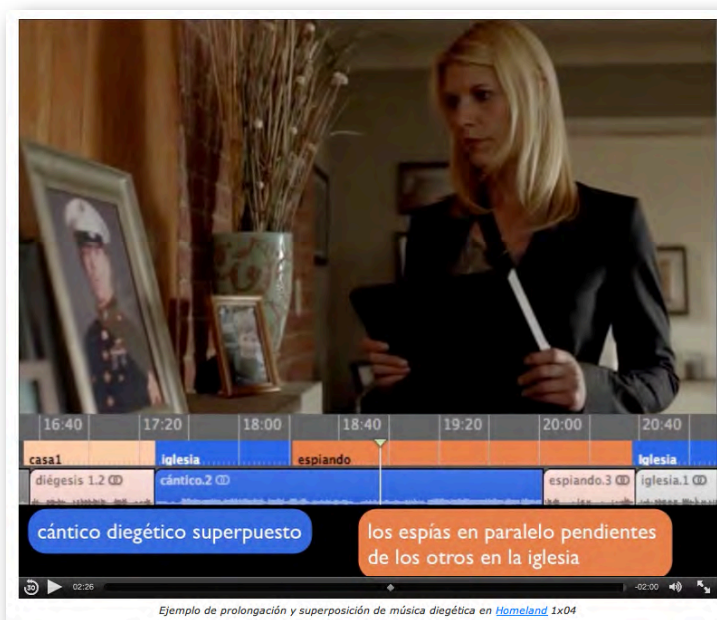 16:40 17:20 18:00 18:40 19:20 20:00 20:40
casa1 iglesia espiando Iglesia
diégesis 1.2 cántico.2 espiando.3 iglesia.1
cántico diegético superpuesto
los espías en paralelo pendientes
de los otros en la iglesia
30 02:26 -02:00
Ejemplo de prolongación y superposición de música diegética en Homeland 1x04